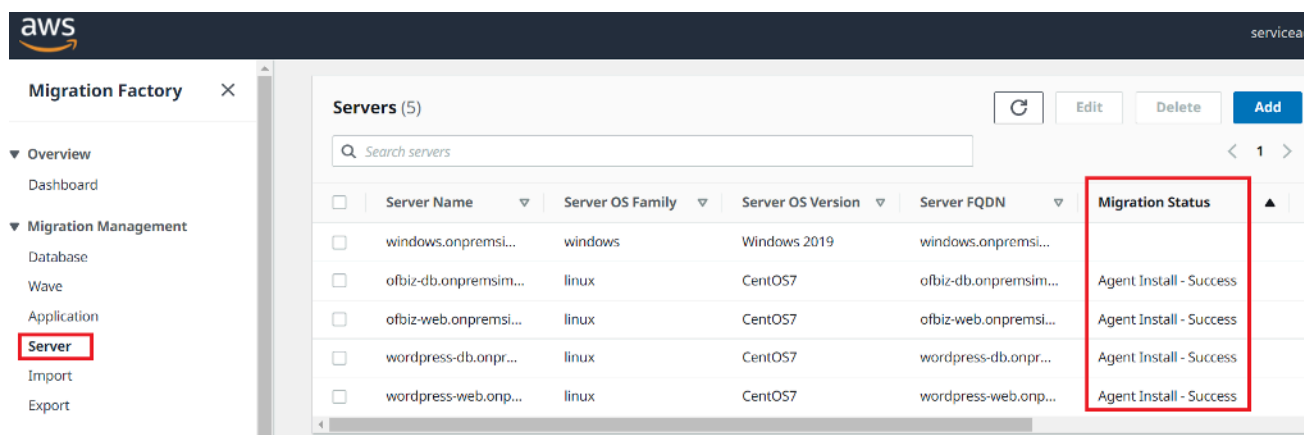 aws
servicea
Migration Factory
Overview
Dashboard
Migration Management
Database
Wave
Application
Server
Import
Export
Servers (5)
Edit Delete Add
Search servers
1
Server Name Server OS Family Server OS Version Server FQDN Migration Status
windows.onpremsi... windows Windows 2019 windows.onpremsi...
ofbiz-db.onpremsim... linux CentOS7 ofbiz-db.onpremsim... Agent Install - Success
ofbiz-web.onpremsi... linux CentOS7 ofbiz-web.onpremsi... Agent Install - Success
wordpress-db.onpr... linux CentOS7 wordpress-db.onpr... Agent Install - Success
wordpress-web.onp... linux CentOS7 wordpress-web.onp... Agent Install - Success